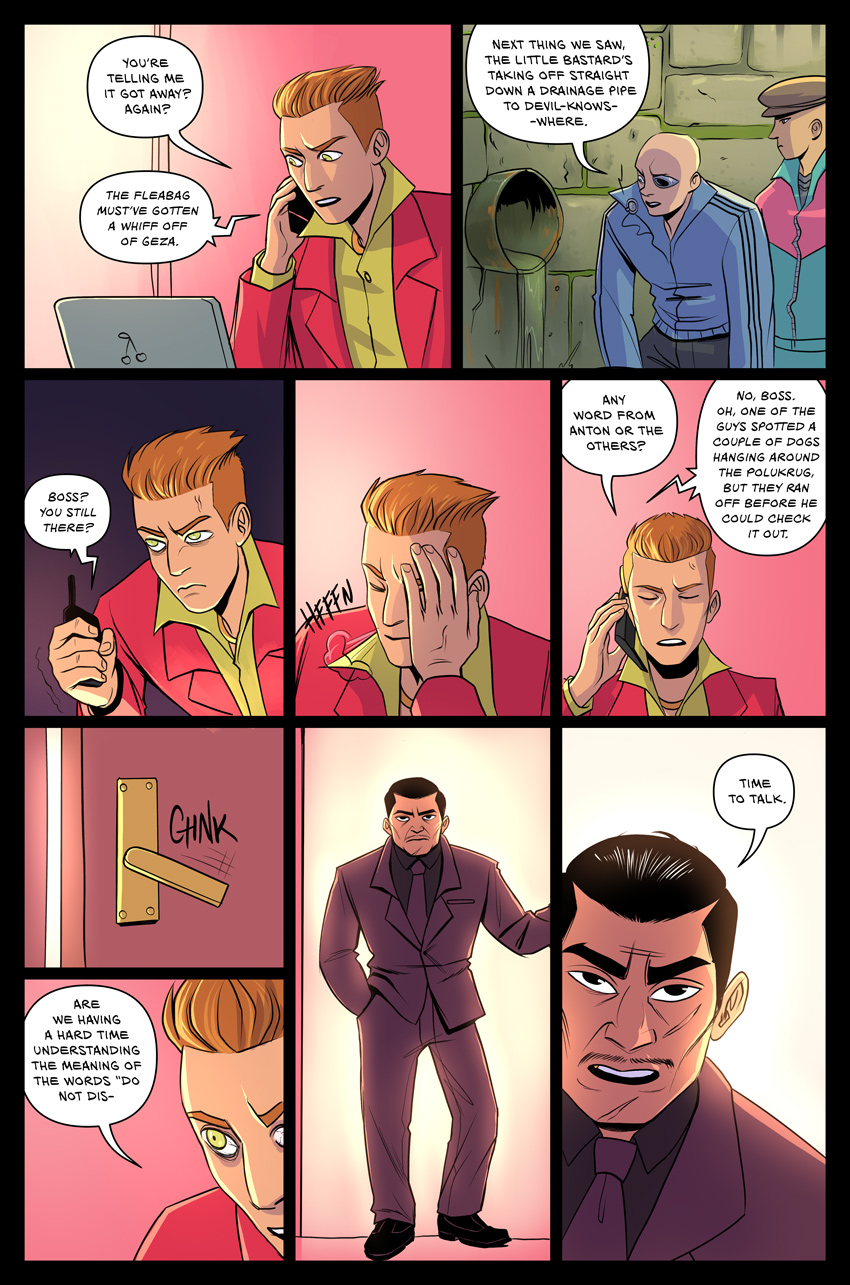 YOU'RE
TELLING ME
IT GOT AWAY?
AGAIN?
THE FLEABAG
MUST'VE GOTTEN
A WHIFF OFF
OF GEZA.
NEXT THING WE SAW,
THE LITTLE BASTARD'S
TAKING OFF STRAIGHT
DOWN A DRAINAGE PIPE
TO DEVIL-KNOWS-
-WHERE.
BOSS?
YOU STILL
THERE?
HFFFN
ANY
WORD FROM
ANTON OR THE
OTHERS?
NO, BOSS.
OH, ONE OF THE
GUYS SPOTTED A
COUPLE OF DOGS
HANGING AROUND
THE POLUKRUG,
BUT THEY RAN
OFF BEFORE HE
COULD CHECK
IT OUT.
CHNK
ARE
WE HAVING
A HARD TIME
UNDERSTANDING
THE MEANING OF
THE WORDS "DO
NOT DIS-
TIME
TO TALK.